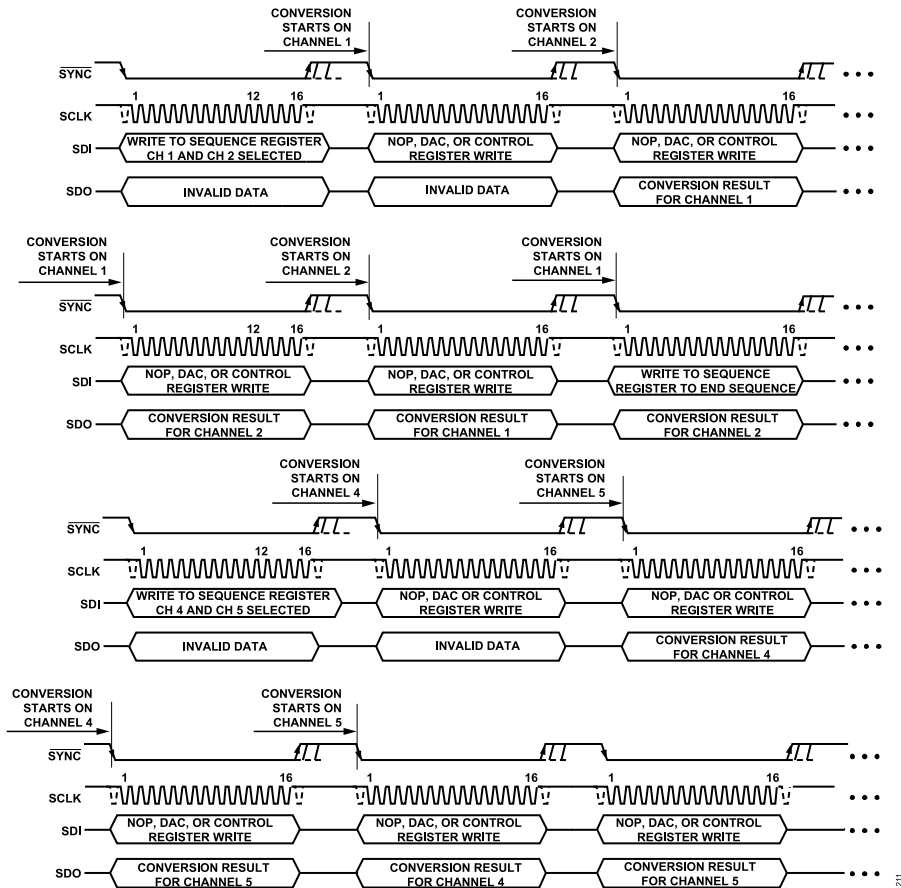 CONVERSION
STARTS ON
CHANNEL 1
CONVERSION
STARTS ON
CHANNEL 2
SYNC
1 12 16 1 16 1 16
SCLK
SDI
WRITE TO SEQUENCE REGISTER
CH 1 AND CH 2 SELECTED
NOP, DAC, OR CONTROL
REGISTER WRITE
NOP, DAC, OR CONTROL
REGISTER WRITE
SDO
INVALID DATA
INVALID DATA
CONVERSION RESULT
FOR CHANNEL 1
CONVERSION
STARTS ON
CHANNEL 1
CONVERSION
STARTS ON
CHANNEL 2
CONVERSION
STARTS ON
CHANNEL 1
SYNC
1 12 16 1 16 1 16
SCLK
SDI
NOP, DAC, OR CONTROL
REGISTER WRITE
NOP, DAC, OR CONTROL
REGISTER WRITE
WRITE TO SEQUENCE
REGISTER TO END SEQUENCE
SDO
CONVERSION RESULT
FOR CHANNEL 2
CONVERSION RESULT
FOR CHANNEL 1
CONVERSION RESULT
FOR CHANNEL 2
CONVERSION
STARTS ON
CHANNEL 4
CONVERSION
STARTS ON
CHANNEL 5
SYNC
1 12 16 1 16 1 16
SCLK
SDI
WRITE TO SEQUENCE REGISTER
CH 4 AND CH 5 SELECTED
NOP, DAC OR CONTROL
REGISTER WRITE
NOP, DAC OR CONTROL
REGISTER WRITE
SDO
INVALID DATA
INVALID DATA
CONVERSION RESULT
FOR CHANNEL 4
CONVERSION
STARTS ON
CHANNEL 4
CONVERSION
STARTS ON
CHANNEL 5
SYNC
1 16 1 16 1 16
SCLK
SDI
NOP, DAC, OR CONTROL
REGISTER WRITE
NOP, DAC, OR CONTROL
REGISTER WRITE
NOP, DAC, OR CONTROL
REGISTER WRITE
SDO
CONVERSION RESULT
FOR CHANNEL 5
CONVERSION RESULT
FOR CHANNEL 4
CONVERSION RESULT
FOR CHANNEL 5
211